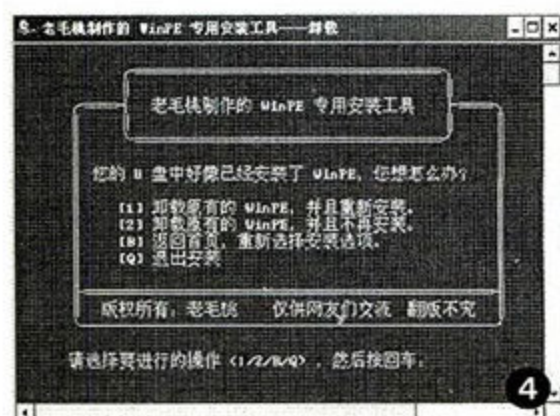 老毛桃制作的 WinPE 专用安装工具——卸载
老毛桃制作的 WinPE 专用安装工具
您的 U 盘中好像已经安装了 WinPE, 您想怎么办?
[1] 卸载原有的 WinPE, 并且重新安装。
[2] 卸载原有的 WinPE, 并且不再安装。
[R] 返回首页, 重新选择安装选项。
[Q] 退出安装
版权所有: 老毛桃 仅供网友们交流 翻版不究
请选择要进行的操作 <1/2/R/Q> , 然后按回车:
4